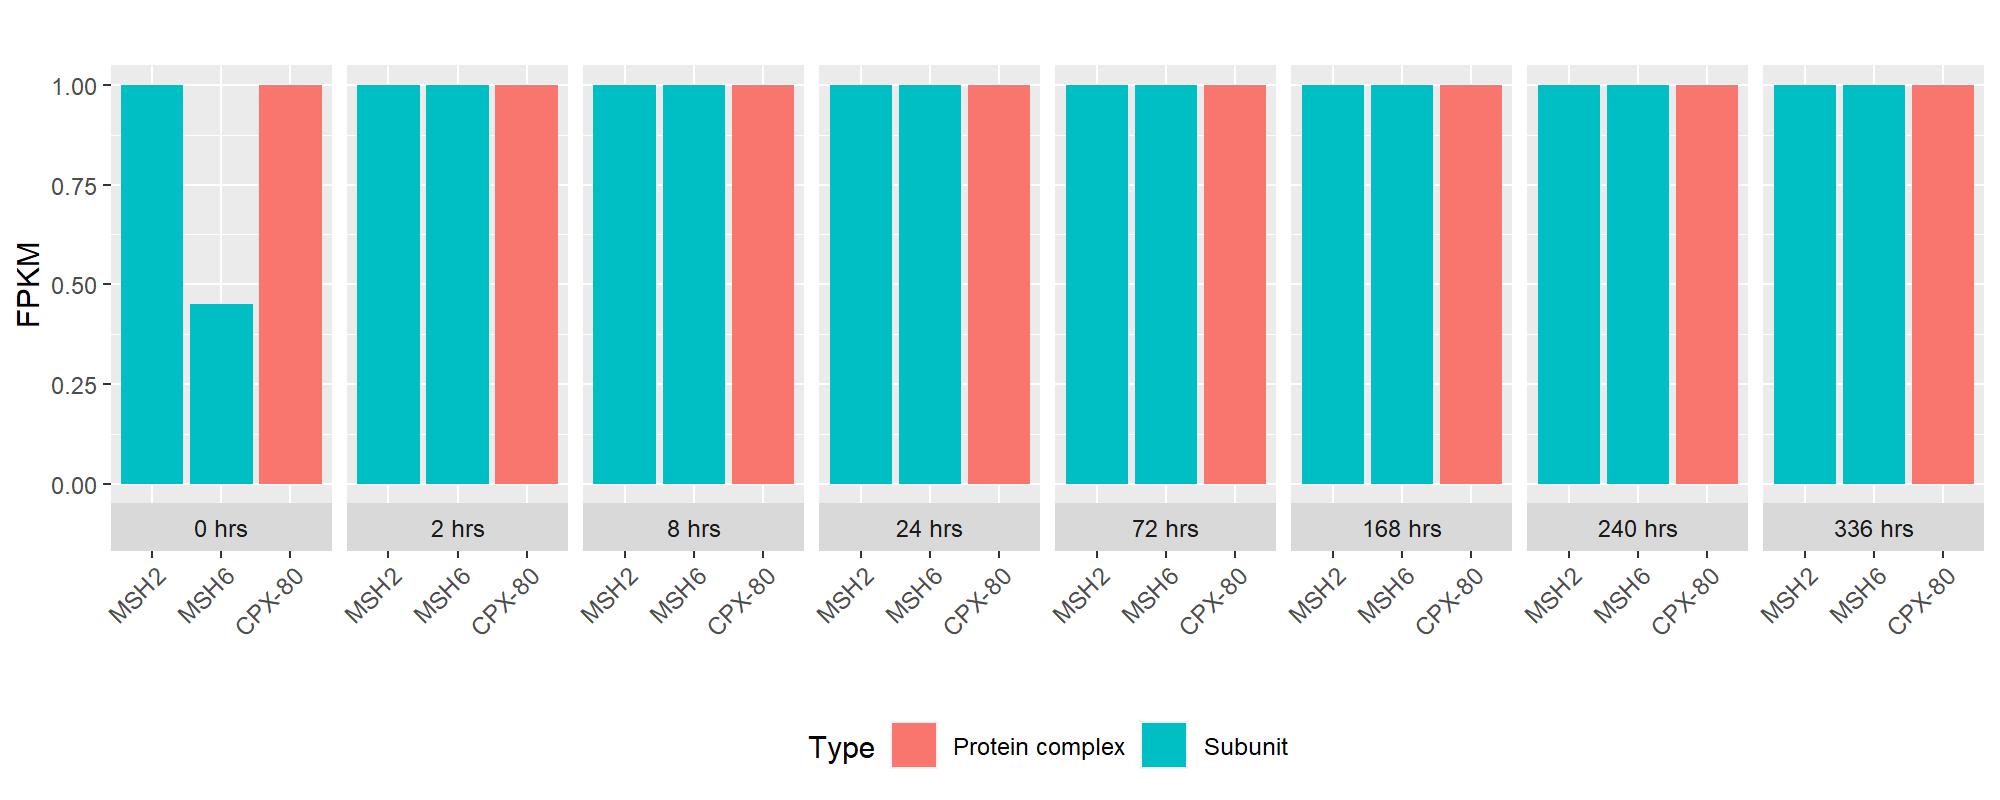 FPKM
1.00
0.75
0.50
0.25
0.00
0 hrs 2 hrs 8 hrs 24 hrs 72 hrs 168 hrs 240 hrs 336 hrs
MSH2 MSH6 CPX-80 MSH2 MSH6 CPX-80 MSH2 MSH6 CPX-80 MSH2 MSH6 CPX-80 MSH2 MSH6 CPX-80 MSH2 MSH6 CPX-80 MSH2 MSH6 CPX-80 MSH2 MSH6 CPX-80
Type Protein complex Subunit